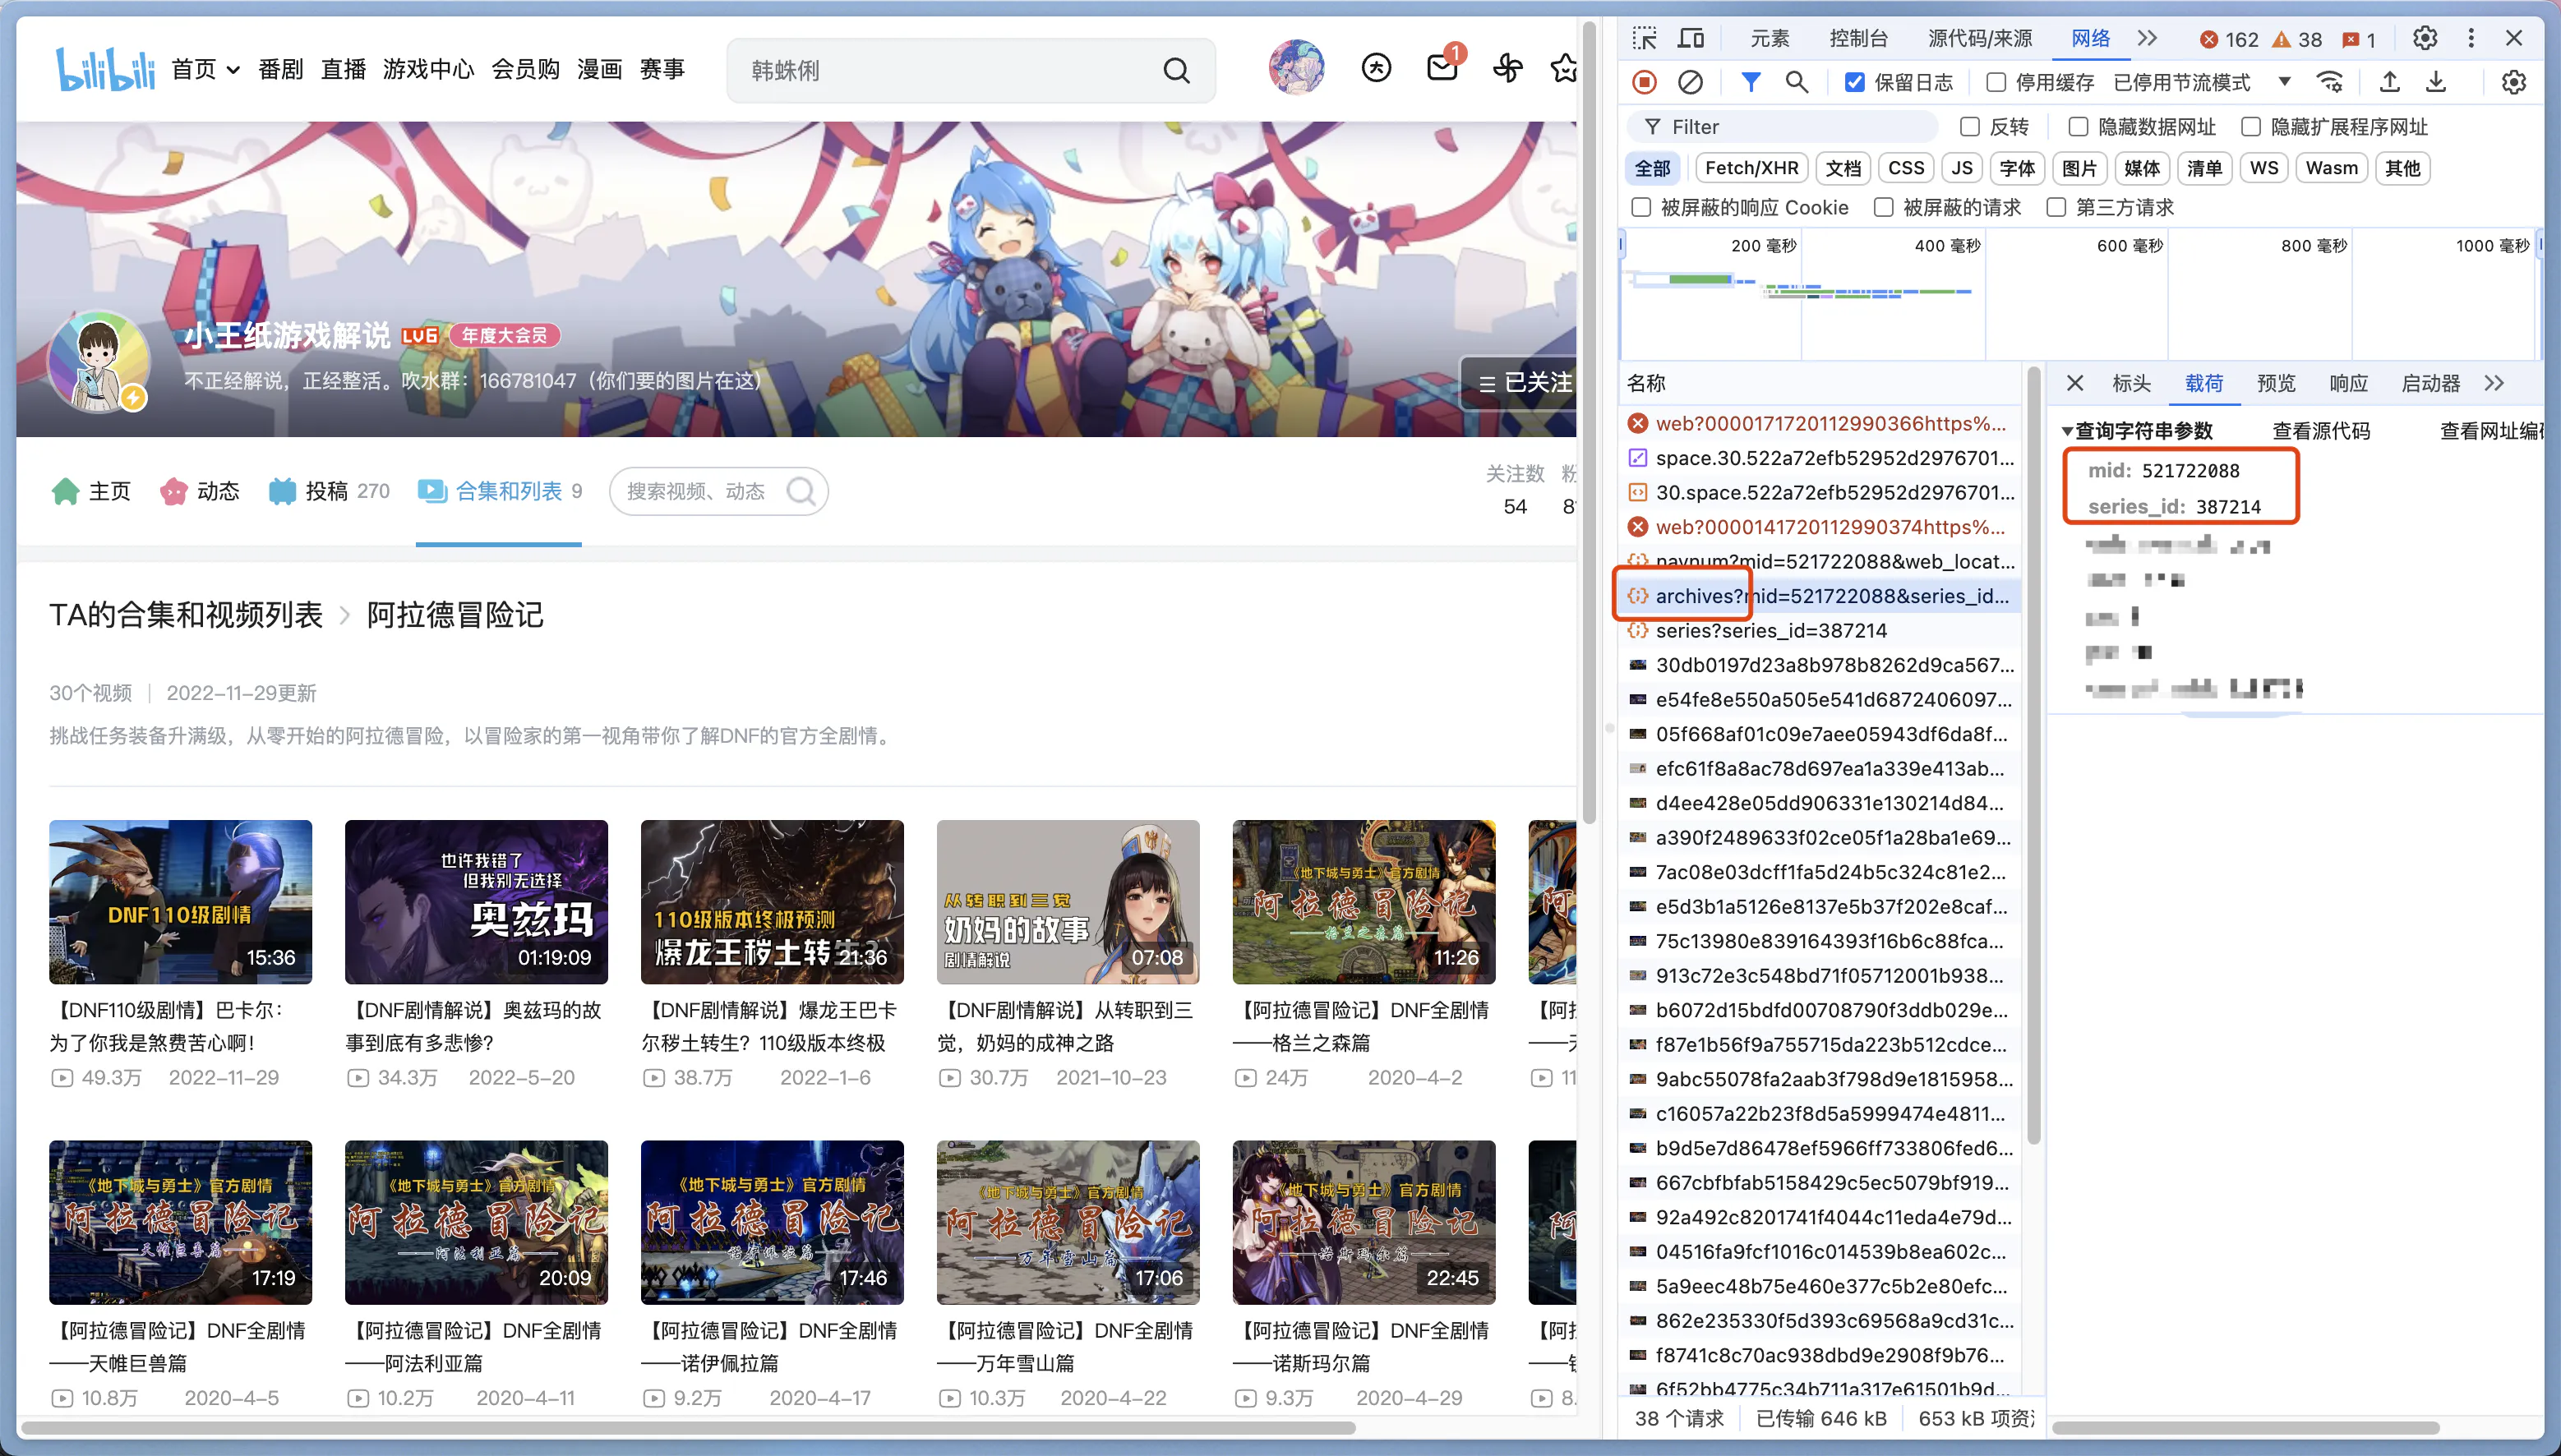 bilibili 首页 番剧 直播 游戏中心 会员购 漫画 赛事 韩蛛俐 1
小王纸游戏解说 LV6 年度大会员
不正经解说，正经整活。吹水群：166781047（你们要的图片在这）
已关注
主页 动态 投稿 270 合集和列表 9 搜索视频、动态
关注数 粉
54
TA的合集和视频列表 > 阿拉德冒险记
30个视频 | 2022-11-29更新
挑战任务装备升满级，从零开始的阿拉德冒险，以冒险家的第一视角带你了解DNF的官方全剧情。
DNF110级剧情
15:36
【DNF110级剧情】巴卡尔：
为了你我是煞费苦心啊！
49.3万 2022-11-29
也许我错了
但我别无选择
奥兹玛
01:19:09
【DNF剧情解说】奥兹玛的故
事到底有多悲惨？
34.3万 2022-5-20
110级版本终极预测
爆龙王秽土转生？
21:36
【DNF剧情解说】爆龙王巴卡
尔秽土转生？110级版本终极
38.7万 2022-1-6
从转职到三觉
奶妈的故事
剧情解说
07:08
【DNF剧情解说】从转职到三
觉，奶妈的成神之路
30.7万 2021-10-23
《地下城与勇士》官方剧情
阿拉德冒险记
——格兰之森篇——
11:26
【阿拉德冒险记】DNF全剧情
——格兰之森篇
24万 2020-4-2
【阿
11
《地下城与勇士》官方剧情
阿拉德冒险记
——天帷巨兽篇——
17:19
【阿拉德冒险记】DNF全剧情
——天帷巨兽篇
10.8万 2020-4-5
《地下城与勇士》官方剧情
阿拉德冒险记
——阿法利亚篇——
20:09
【阿拉德冒险记】DNF全剧情
——阿法利亚篇
10.2万 2020-4-11
《地下城与勇士》官方剧情
阿拉德冒险记
——诺伊佩拉篇——
17:46
【阿拉德冒险记】DNF全剧情
——诺伊佩拉篇
9.2万 2020-4-17
《地下城与勇士》官方剧情
阿拉德冒险记
——万年雪山篇——
17:06
【阿拉德冒险记】DNF全剧情
——万年雪山篇
10.3万 2020-4-22
《地下城与勇士》官方剧情
阿拉德冒险记
——诺斯玛尔篇——
22:45
【阿拉德冒险记】DNF全剧情
——诺斯玛尔篇
9.3万 2020-4-29
【阿
8.
元素 控制台 源代码/来源 网络 162 38 1
保留日志 停用缓存 已停用节流模式
Filter 反转 隐藏数据网址 隐藏扩展程序网址
全部 Fetch/XHR 文档 CSS JS 字体 图片 媒体 清单 WS Wasm 其他
被屏蔽的响应 Cookie 被屏蔽的请求 第三方请求
200 毫秒 400 毫秒 600 毫秒 800 毫秒 1000 毫秒
名称
web?0000171720112990366https%...
space.30.522a72efb52952d2976701...
30.space.522a72efb52952d2976701...
web?0000141720112990374https%...
navnum?mid=521722088&web_locat...
archives?mid=521722088&series_id...
series?series_id=387214
30db0197d23a8b978b8262d9ca567...
e54fe8e550a505e541d6872406097...
05f668af01c09e7aee05943df6da8f...
efc61f8a8ac78d697ea1a339e413ab...
d4ee428e05dd906331e130214d84...
a390f2489633f02ce05f1a28ba1e69...
7ac08e03dcff1fa5d24b5c324c81e2...
e5d3b1a5126e8137e5b37f202e8caf...
75c13980e839164393f16b6c88fca...
913c72e3c548bd71f05712001b938...
b6072d15bdfd00708790f3ddb029e...
f87e1b56f9a755715da223b512cdce...
9abc55078fa2aab3f798d9e1815958...
c16057a22b23f8d5a5999474e4811...
b9d5e7d86478ef5966ff733806fed6...
667cbfbfab5158429c5ec5079bf919...
92a492c8201741f4044c11eda4e79d...
04516fa9fcf1016c014539b8ea602c...
5a9eec48b75e460e377c5b2e80efc...
862e235330f5d393c69568a9cd31c...
f8741c8c70ac938dbd9e2908f9b76...
6f52bb4775c34b711a317e61501b9d...
38 个请求 已传输 646 kB 653 kB 项资
标头 载荷 预览 响应 启动器
查询字符串参数 查看源代码 查看网址编
mid: 521722088
series_id: 387214